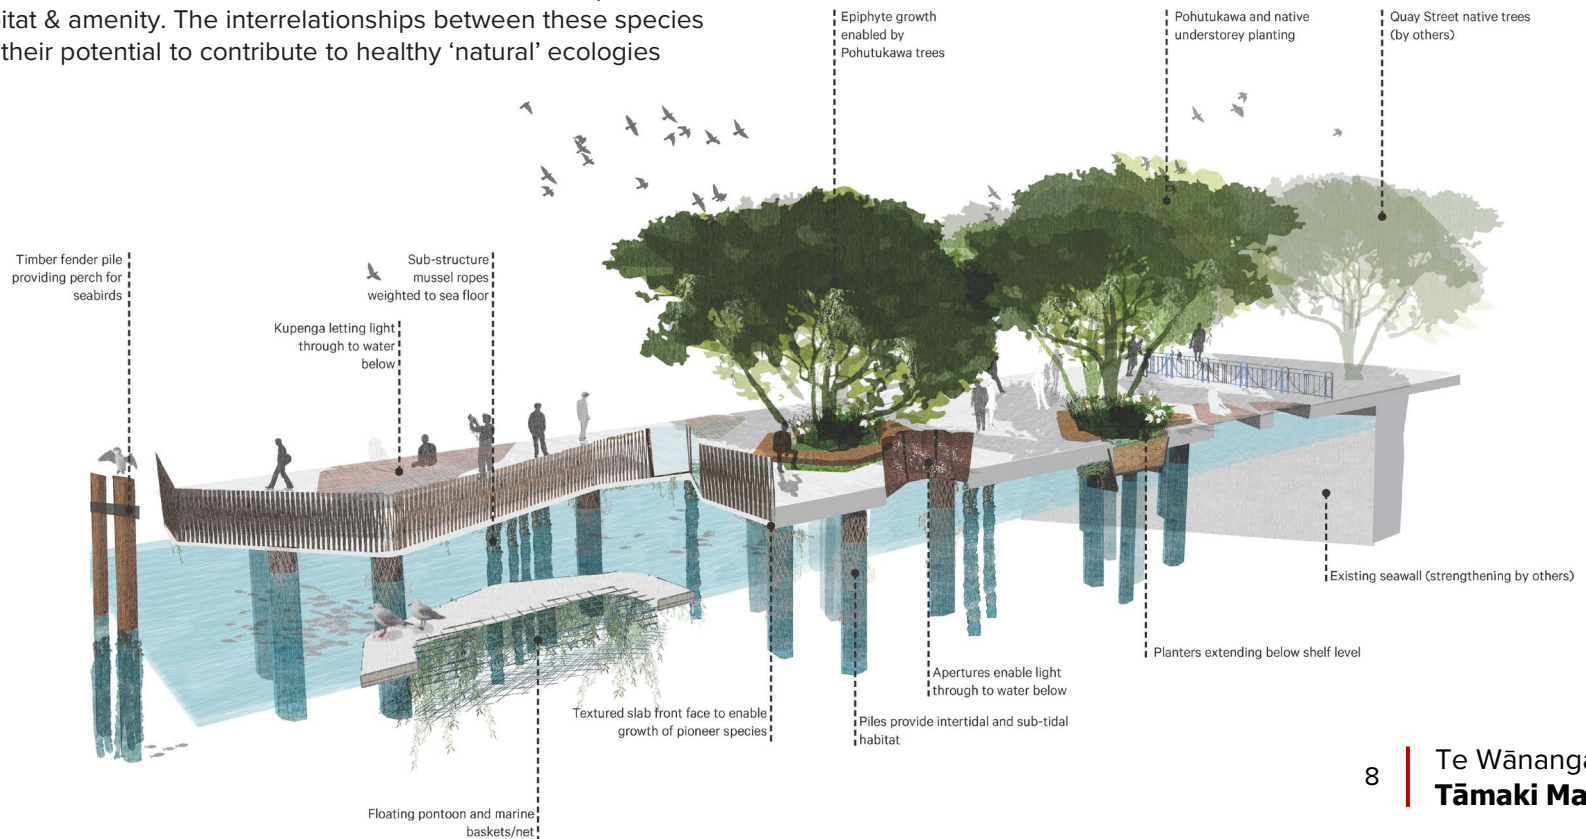 itat & amenity. The interrelationships between these species
their potential to contribute to healthy ‘natural’ ecologies
Epiphyte growth
enabled by
Pohutukawa trees
Pohutukawa and native
understorey planting
Quay Street native trees
(by others)
Timber fender pile
providing perch for
seabirds
Sub-structure
mussel ropes
weighted to sea floor
Kupenga letting light
through to water
below
Existing seawall (strengthening by others)
Planters extending below shelf level
Apertures enable light
through to water below
Textured slab front face to enable
growth of pioneer species
Piles provide intertidal and sub-tidal
habitat
Floating pontoon and marine
baskets/net
8
Te Wānanga
Tāmaki Ma